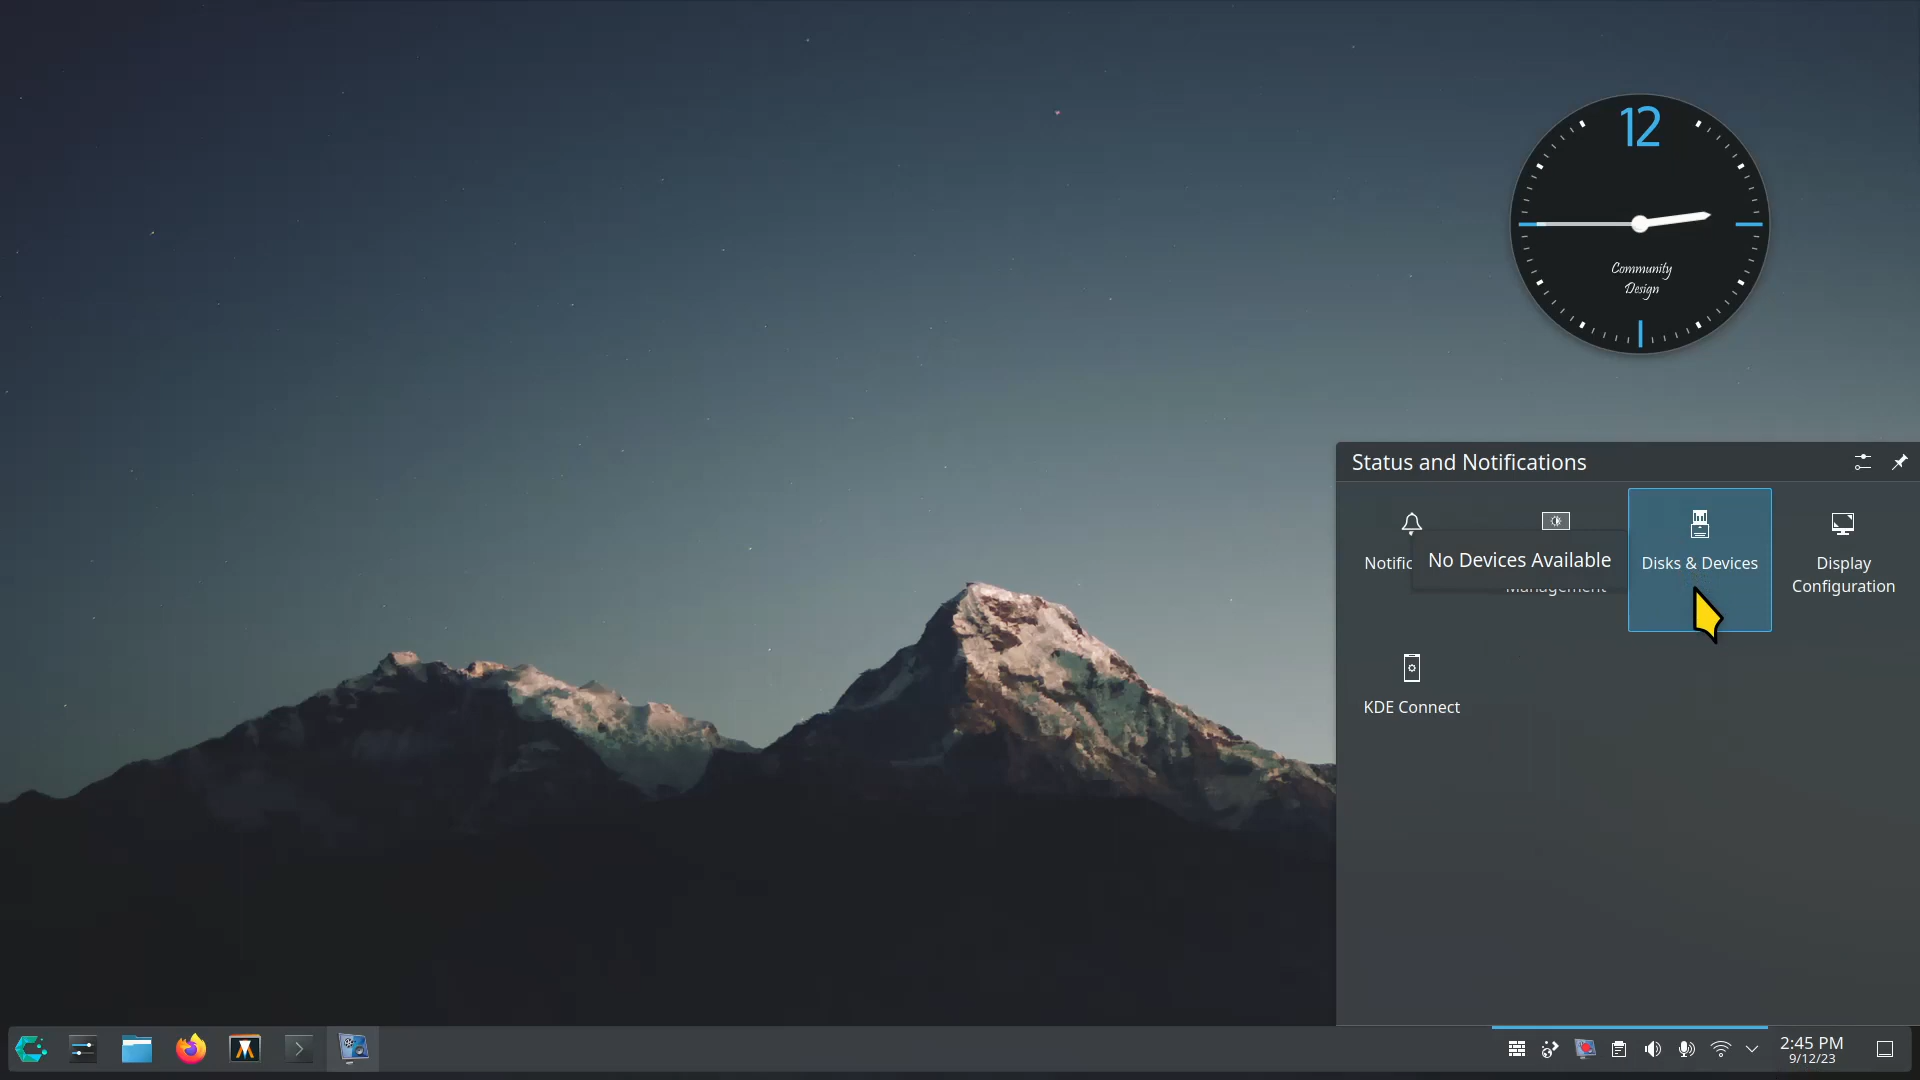 12
Community
Design
Status and Notifications
No Devices Available
Disks & Devices
Display
Configuration
Management
KDE Connect
2:45 PM
9/12/23